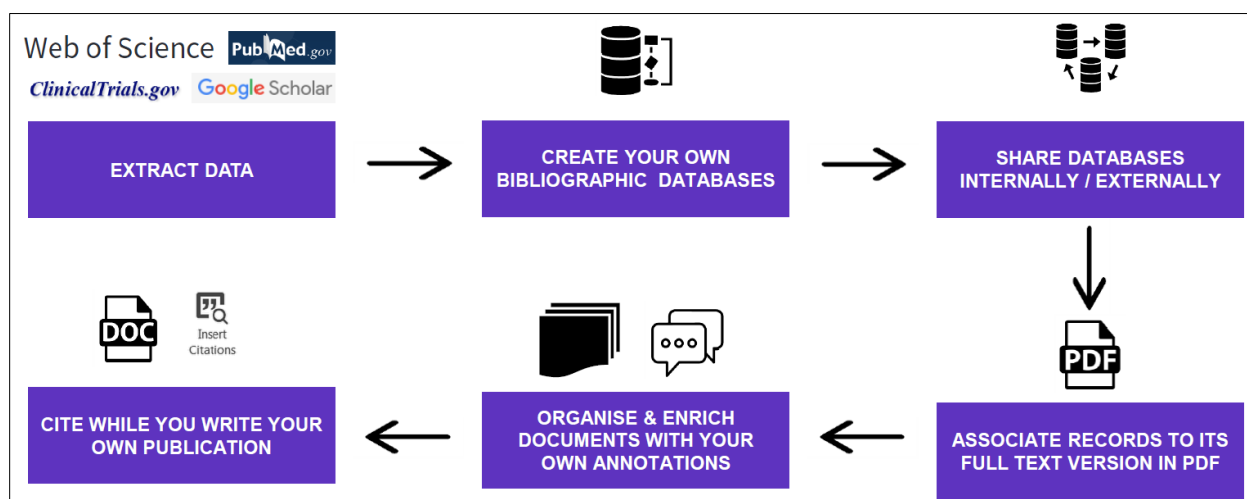 Web of Science
PubMed.gov
ClinicalTrials.gov
Google Scholar
EXTRACT DATA
CREATE YOUR OWN
BIBLIOGRAPHIC DATABASES
SHARE DATABASES
INTERNALLY / EXTERNALLY
PDF
ASSOCIATE RECORDS TO ITS
FULL TEXT VERSION IN PDF
ORGANISE & ENRICH
DOCUMENTS WITH YOUR
OWN ANNOTATIONS
DOC
Insert
Citations
CITE WHILE YOU WRITE YOUR
OWN PUBLICATION